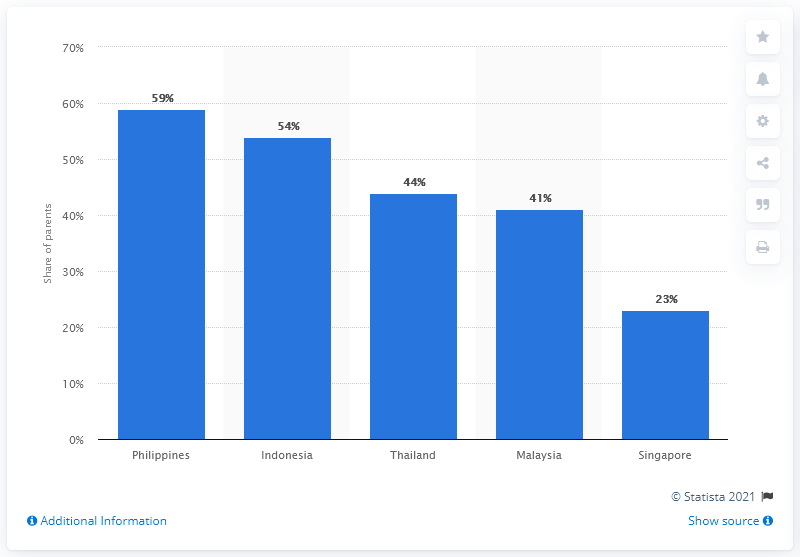 70%
60%
50%
40%
30%
20%
10%
0%
Share of parents
59%
54%
44%
41%
23%
Philippines
Indonesia
Thailand
Malaysia
Singapore
© Statista 2021
Additional Information
Show source